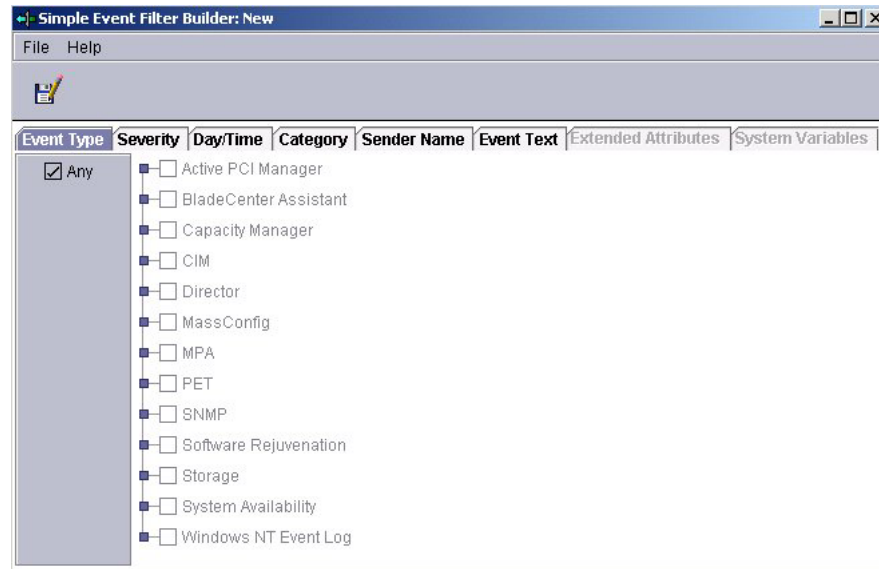 Simple Event Filter Builder: New
File Help
Event Type Severity Day/Time Category Sender Name Event Text Extended Attributes System Variables
Any
Active PCI Manager
BladeCenter Assistant
Capacity Manager
CIM
Director
MassConfig
MPA
PET
SNMP
Software Rejuvenation
Storage
System Availability
Windows NT Event Log